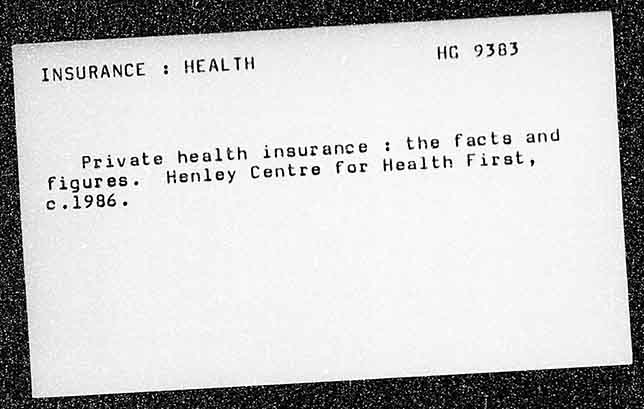 INSURANCE : HEALTH HG 9383
Private health insurance : the facts and
figures. Henley Centre for Health First,
c.1986.